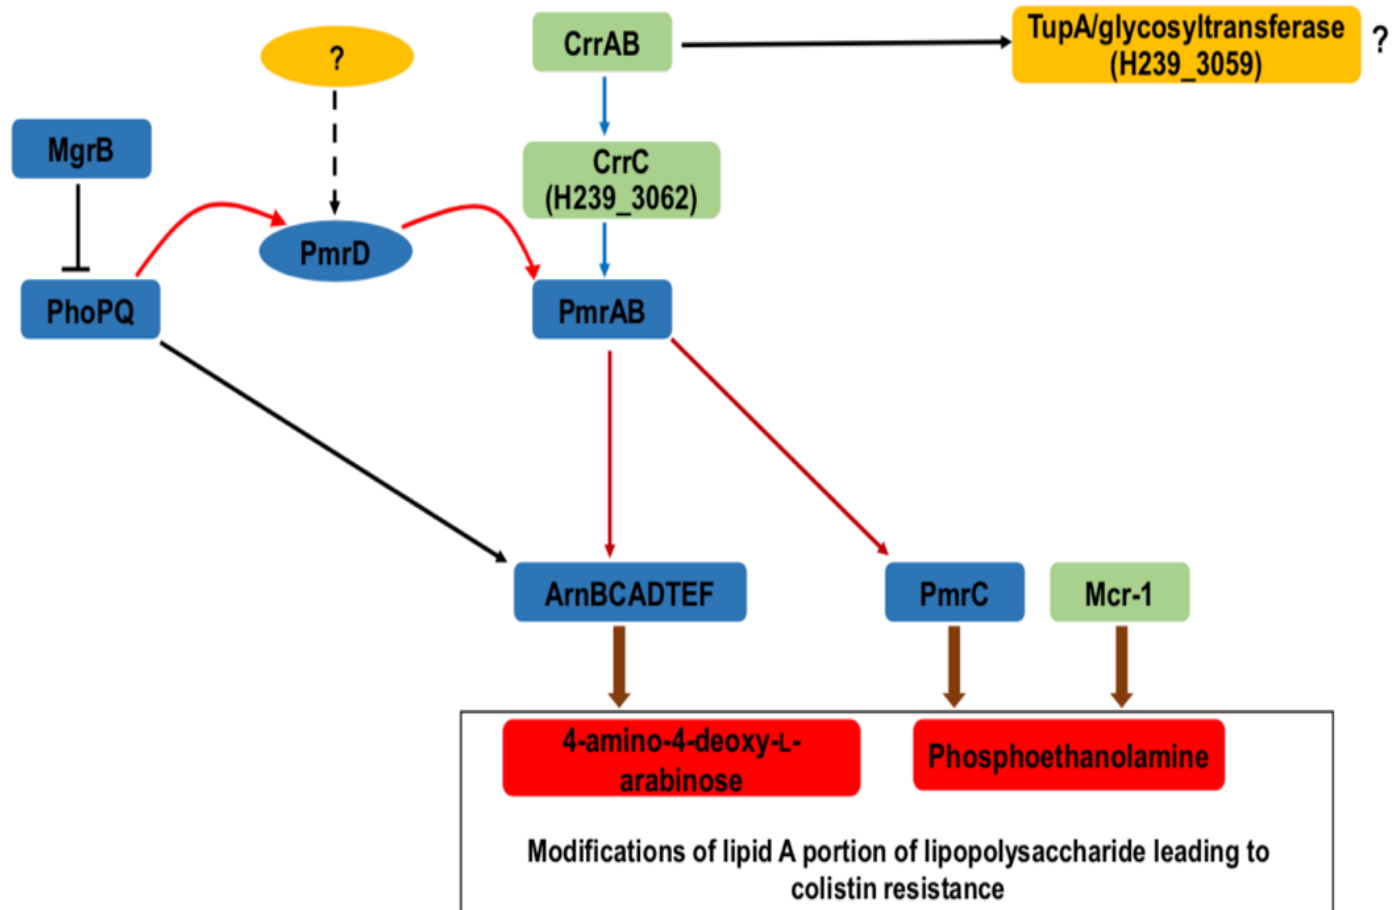 CrrAB
TupA/glycosyltransferase
(H239_3059)
?
?
MgrB
CrrC
(H239_3062)
PmrD
PhoPQ
PmrAB
ArnBCADTEF
PmrC
Mcr-1
4-amino-4-deoxy-L-
arabinose
Phosphoethanolamine
Modifications of lipid A portion of lipopolysaccharide leading to
colistin resistance